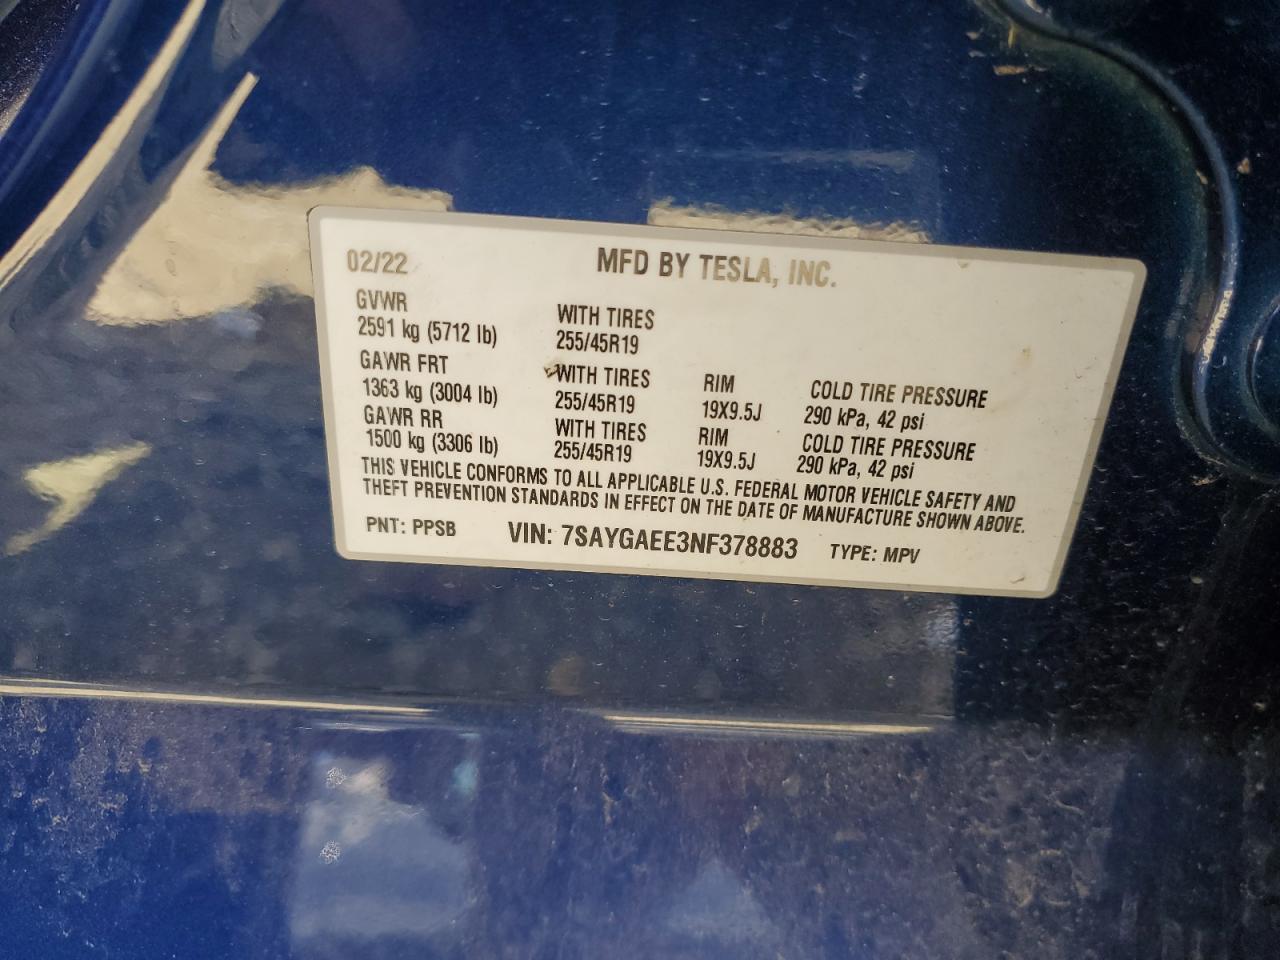 02/22 MFD BY TESLA, INC.
GVWR WITH TIRES
2591 kg (5712 lb) 255/45R19
GAWR FRT WITH TIRES RIM COLD TIRE PRESSURE
1363 kg (3004 lb) 255/45R19 19X9.5J 290 kPa, 42 psi
GAWR RR WITH TIRES RIM COLD TIRE PRESSURE
1500 kg (3306 lb) 255/45R19 19X9.5J 290 kPa, 42 psi
THIS VEHICLE CONFORMS TO ALL APPLICABLE U.S. FEDERAL MOTOR VEHICLE SAFETY AND
THEFT PREVENTION STANDARDS IN EFFECT ON THE DATE OF MANUFACTURE SHOWN ABOVE.
PNT: PPSB VIN: 7SAYGAEE3NF378883 TYPE: MPV